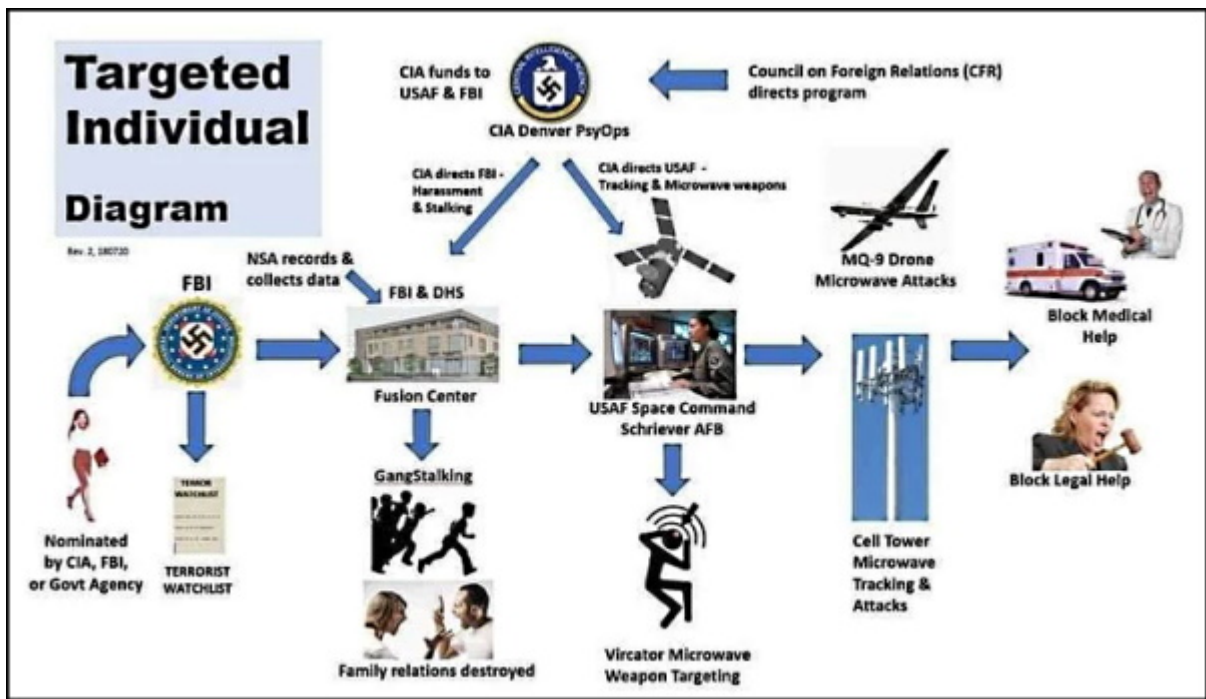 Targeted
Individual
Diagram
Rev. 2, 180720
CIA funds to
USAF & FBI
CIA Denver PsyOps
Council on Foreign Relations (CFR)
directs program
CIA directs FBI -
Harassment
& Stalking
CIA directs USAF -
Tracking & Microwave weapons
NSA records &
collects data
FBI
FBI & DHS
Fusion Center
MQ-9 Drone
Microwave Attacks
Block Medical
Help
USAF Space Command
Schriever AFB
Block Legal Help
GangStalking
TERROR
WATCHLIST
Nominated
by CIA, FBI,
or Govt Agency
TERRORIST
WATCHLIST
Family relations destroyed
Vircator Microwave
Weapon Targeting
Cell Tower
Microwave
Tracking &
Attacks